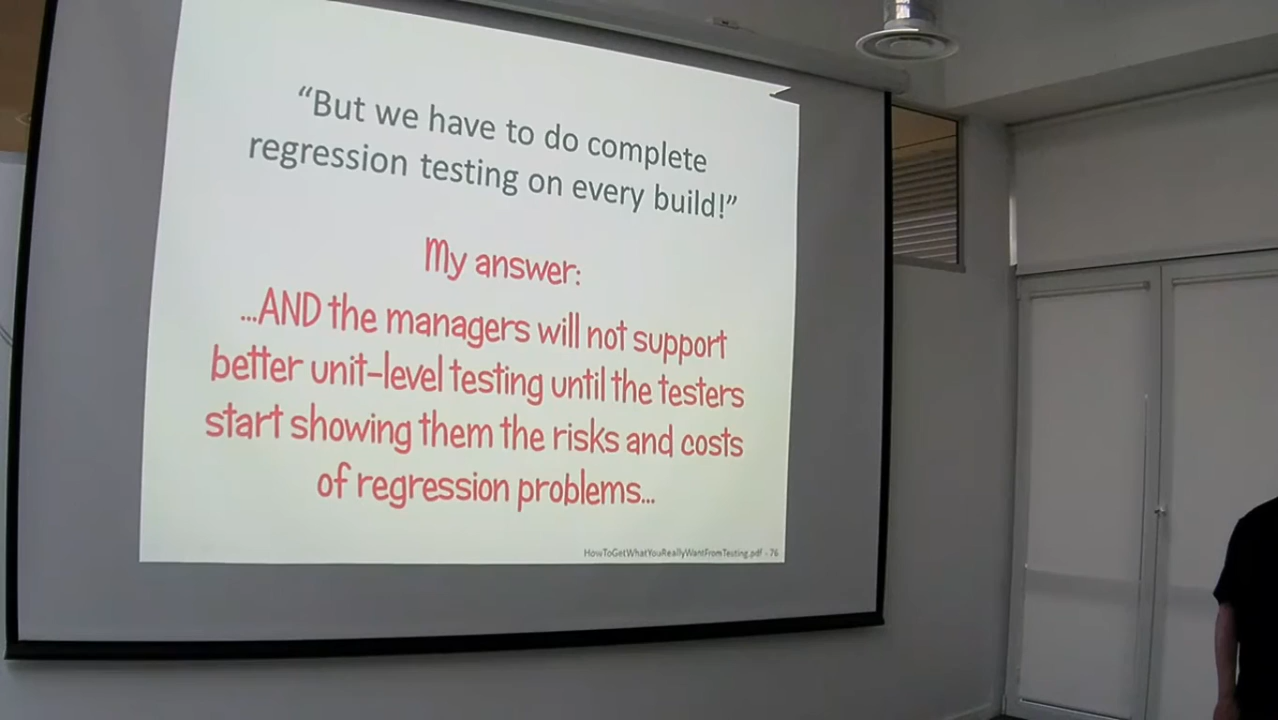 “But we have to do complete
regression testing on every build!”
My answer:
...AND the managers will not support
better unit-level testing until the testers
start showing them the risks and costs
of regression problems...
HowToGetWhatYouReallyWantFromTesting.pdf - 76